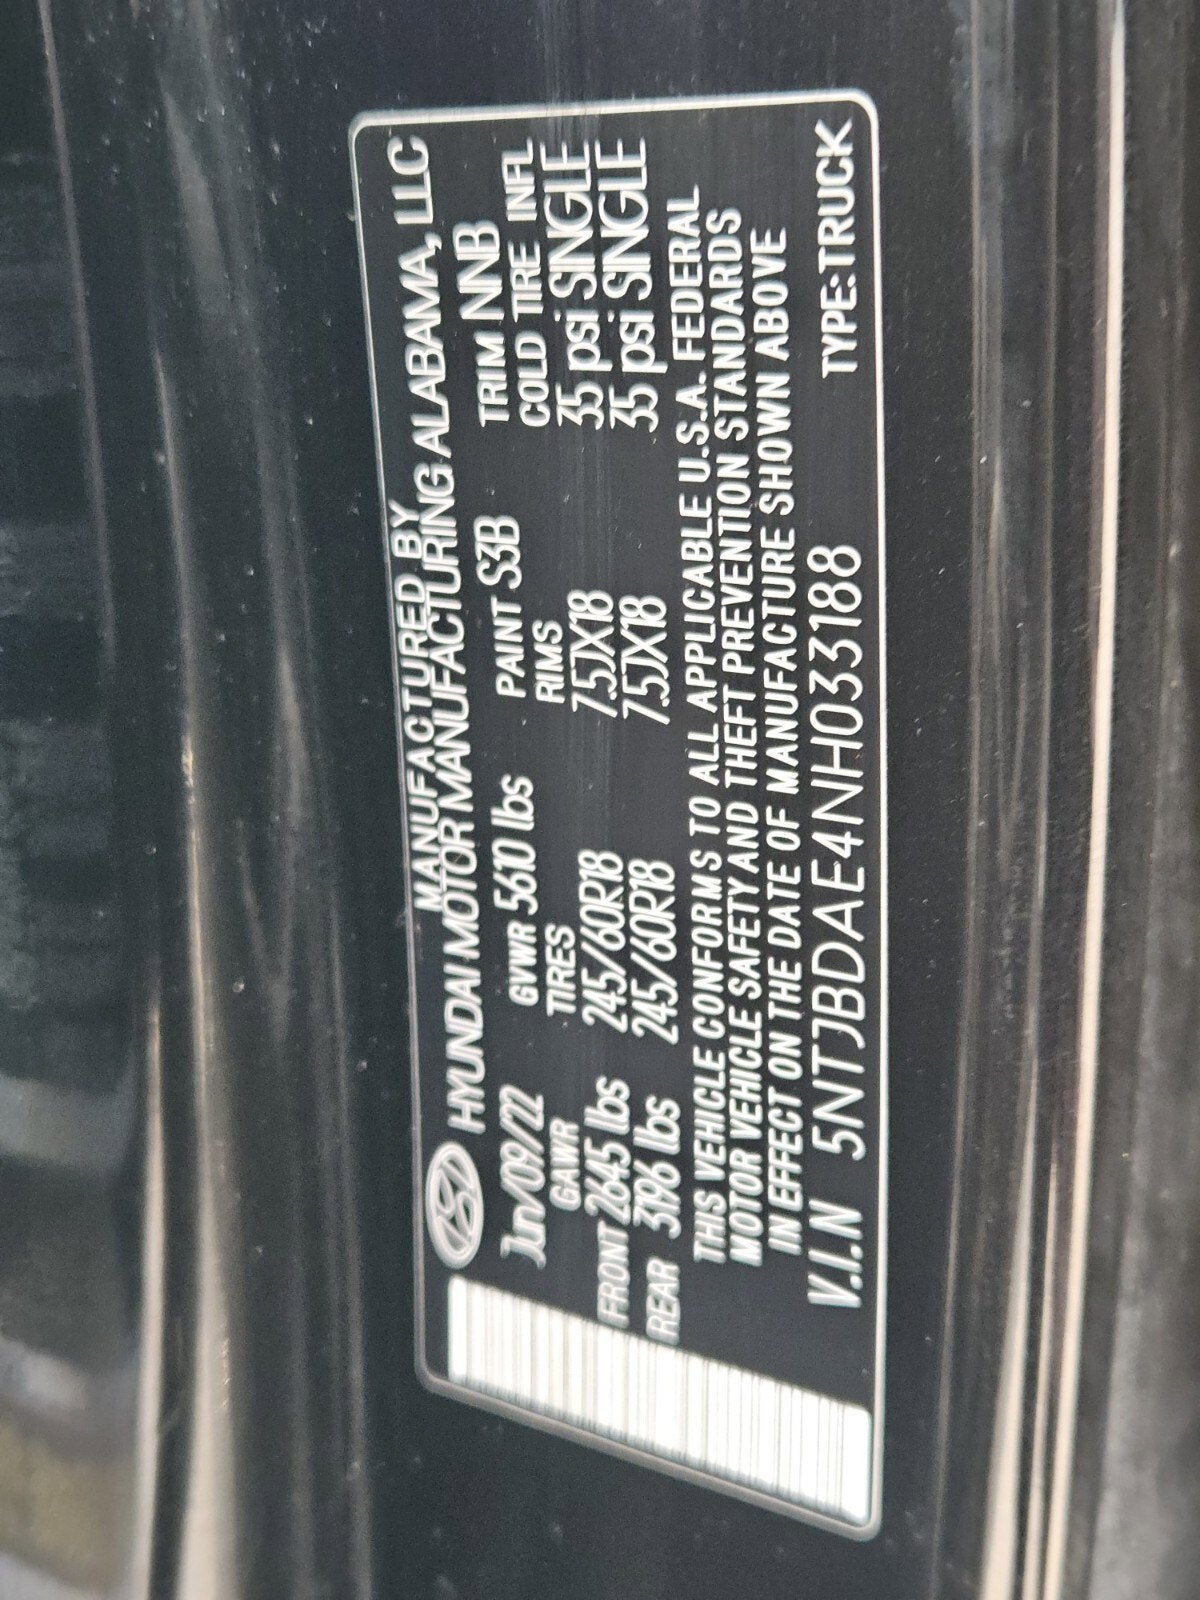 MANUFACTURED BY
HYUNDAI MOTOR MANUFACTURING ALABAMA, LLC
Jun/09/22 GVWR 5610 lbs PAINT S3B TRIM NNB
GAWR TIRES RIMS COLD TIRE INFL
FRONT 2645 lbs 245/60R18 7.5JX18 35 psi SINGLE
REAR 3196 lbs 245/60R18 7.5JX18 35 psi SINGLE
THIS VEHICLE CONFORMS TO ALL APPLICABLE U.S.A. FEDERAL
MOTOR VEHICLE SAFETY AND THEFT PREVENTION STANDARDS
IN EFFECT ON THE DATE OF MANUFACTURE SHOWN ABOVE
V.I.N 5NTJBDAE4NH033188 TYPE:TRUCK